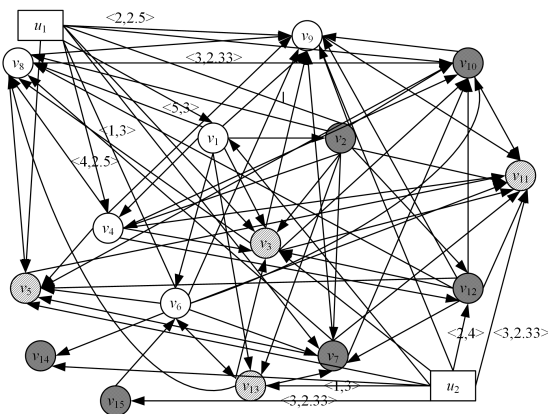 u1
<2,2.5>
v9
v8
<3,2.33>
v10
1
<5,3>
<1,3>
v1
v2
<4,2.5>
v11
v4
v3
v5
v12
v6
<2,4>
<3,2.33>
v14
v7
v13
<1,3>
u2
v15
<3,2.33>